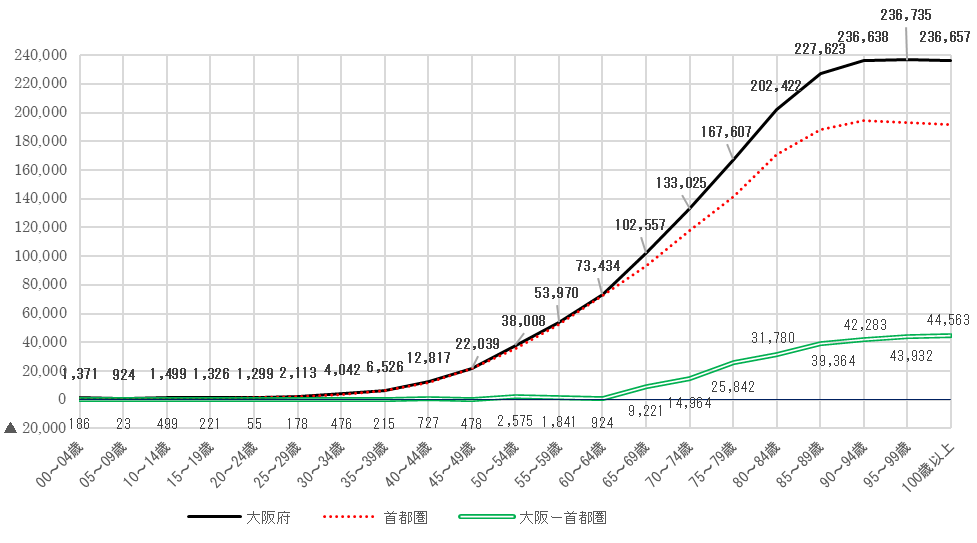 236,735
236,638
236,657
227,623
202,422
167,607
133,025
102,557
73,434
53,970
38,008
22,039
1,371 924 1,499 1,326 1,299 2,113 4,042 6,526 12,817
240,000
220,000
200,000
180,000
160,000
140,000
120,000
100,000
80,000
60,000
40,000
20,000
0
▲ 20,000
44,563
42,283
31,780
39,364
43,932
25,842
14,964
9,221
186 23 499 221 55 178 476 215 727 478 2,575 1,841 924
00～04歳
05～09歳
10～14歳
15～19歳
20～24歳
25～29歳
30～34歳
35～39歳
40～44歳
45～49歳
50～54歳
55～59歳
60～64歳
65～69歳
70～74歳
75～79歳
80～84歳
85～89歳
90～94歳
95～99歳
100歳以上
大阪府 首都圏 大阪ー首都圏